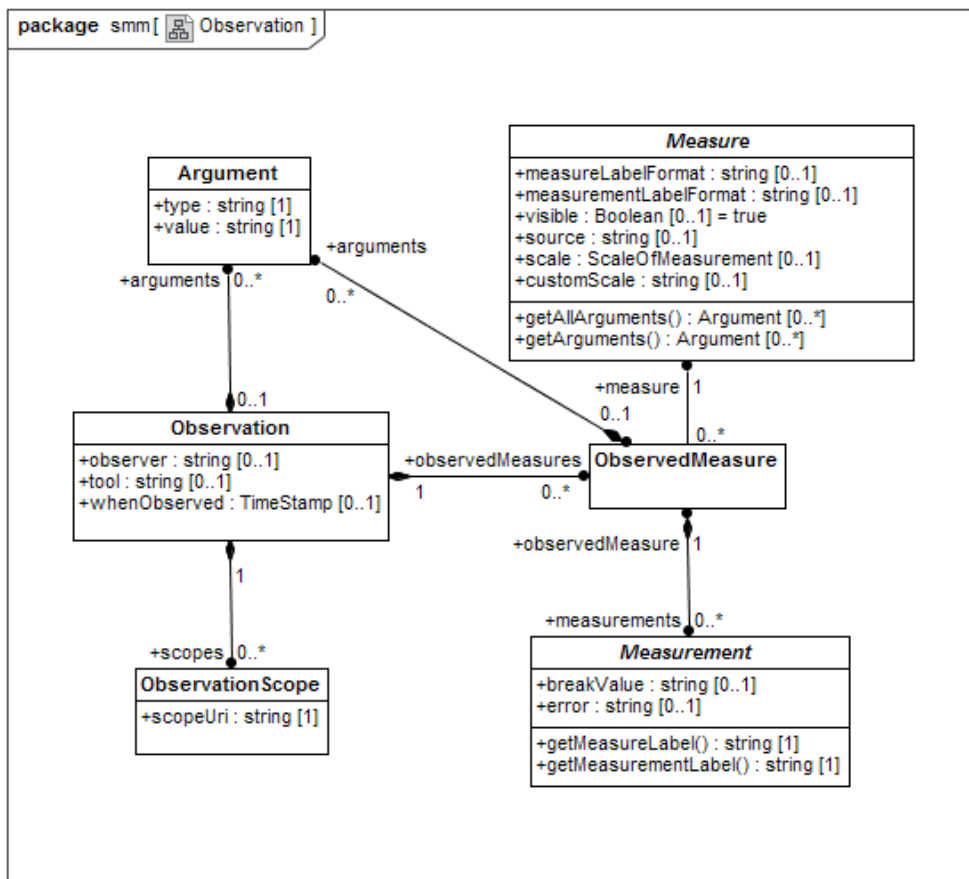 package smm[ Observation ]
Measure
+measureLabelFormat : string [0..1]
+measurementLabelFormat : string [0..1]
+visible : Boolean [0..1] = true
+source : string [0..1]
+scale : ScaleOfMeasurement [0..1]
+customScale : string [0..1]
+getAllArguments() : Argument [0..*]
+getArguments() : Argument [0..*]
Argument
+type : string [1]
+value : string [1]
+arguments
0..*
+arguments 0..*
0..1
+measure 1
0..1
0..*
Observation
+observer : string [0..1]
+tool : string [0..1]
+whenObserved : TimeStamp [0..1]
+observedMeasures
1
0..*
ObservedMeasure
+observedMeasure 1
1
+measurements 0..*
+scopes 0..*
ObservationScope
+scopeUri : string [1]
Measurement
+breakValue : string [0..1]
+error : string [0..1]
+getMeasureLabel() : string [1]
+getMeasurementLabel() : string [1]